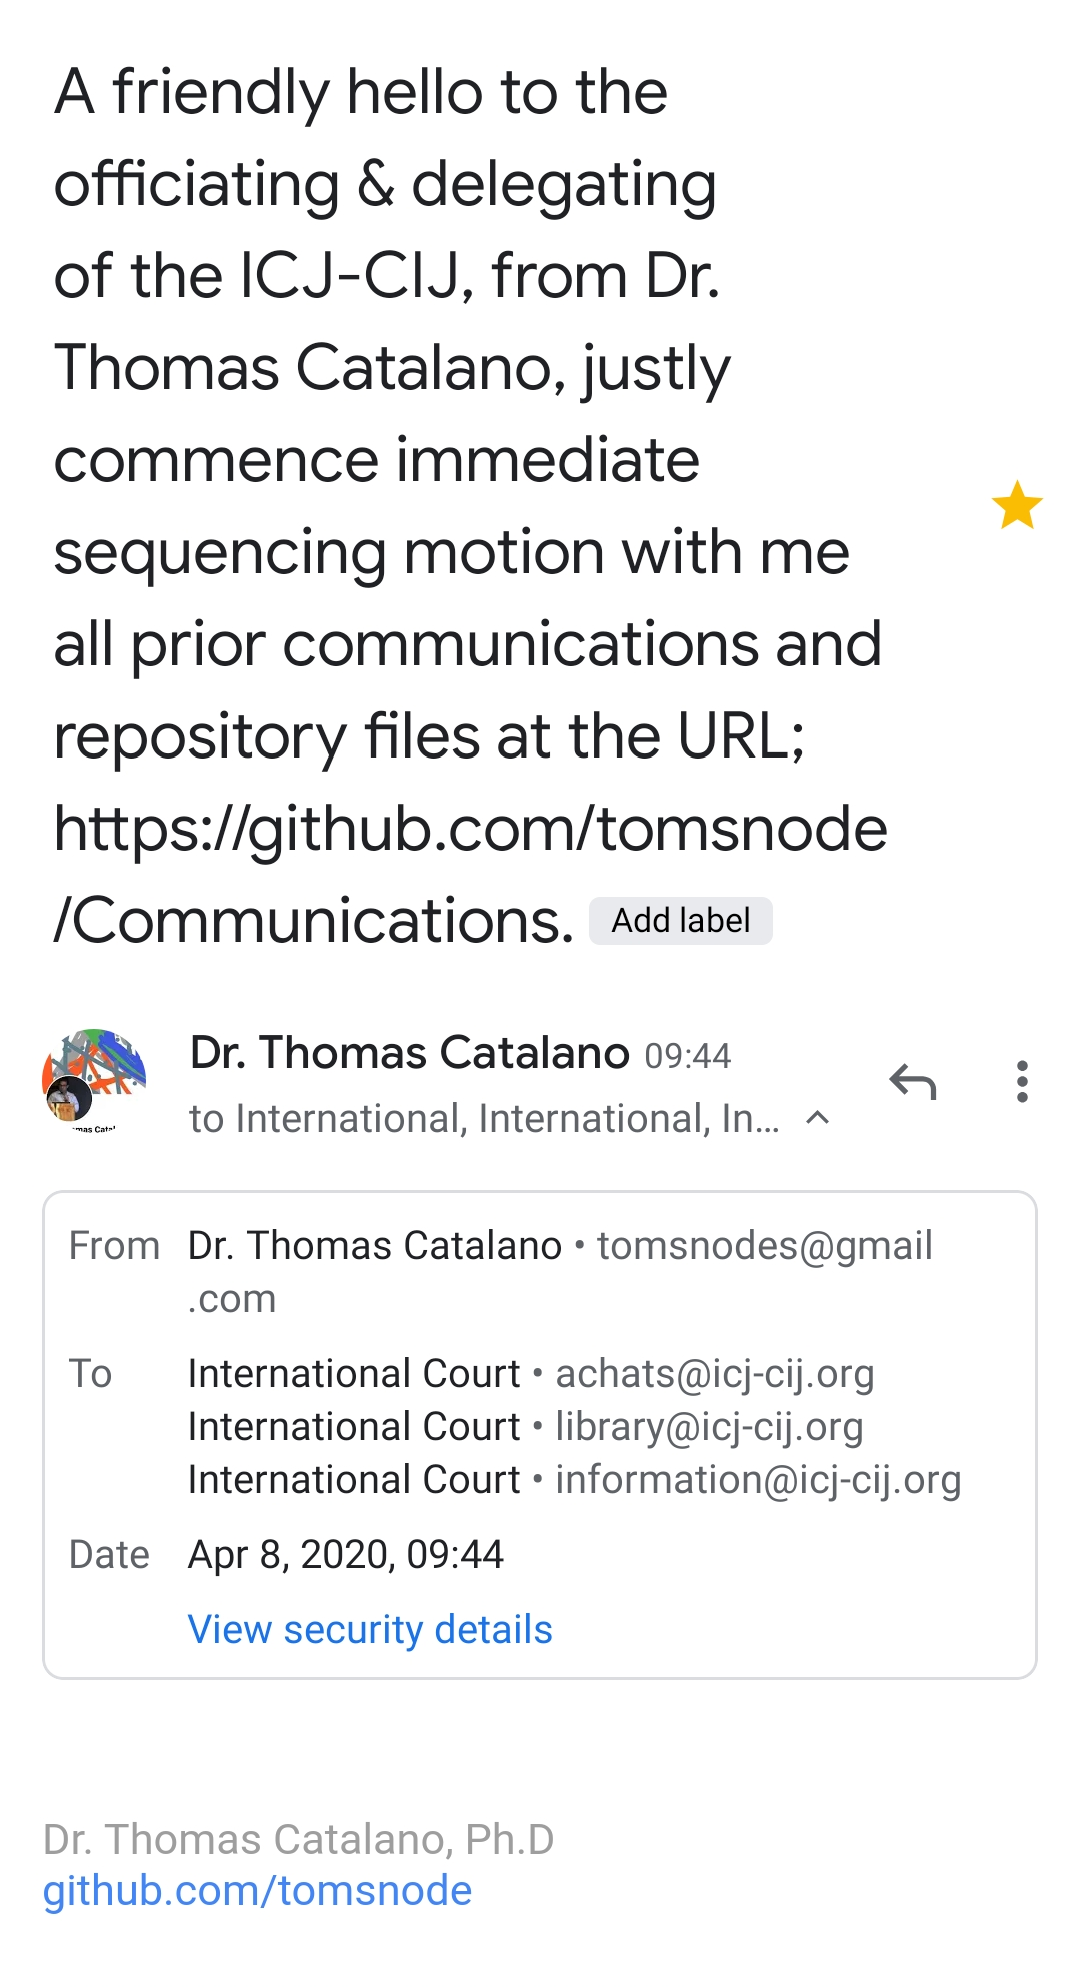 A friendly hello to the
officiating & delegating
of the ICJ-CIJ, from Dr.
Thomas Catalano, justly
commence immediate
sequencing motion with me
all prior communications and
repository files at the URL;
https://github.com/tomsnode
/Communications. Add label
Dr. Thomas Catalano 09:44
to International, International, In...
From Dr. Thomas Catalano • tomsnodes@gmail
.com
To International Court • achats@icj-cij.org
International Court • library@icj-cij.org
International Court • information@icj-cij.org
Date Apr 8, 2020, 09:44
View security details
Dr. Thomas Catalano, Ph.D
github.com/tomsnode